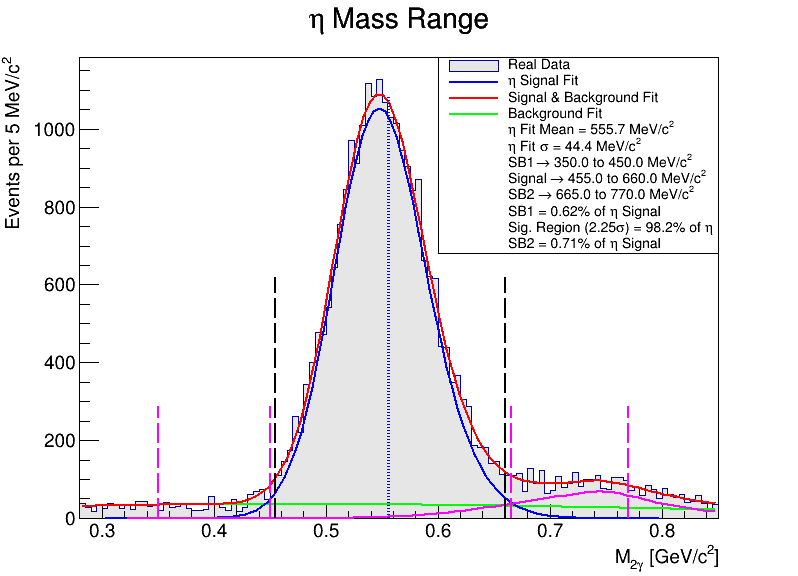 η Mass Range
Events per 5 MeV/c²
1000
800
600
400
200
0
0.3 0.4 0.5 0.6 0.7 0.8
M₂γ [GeV/c²]
Real Data
η Signal Fit
Signal & Background Fit
Background Fit
η Fit Mean = 555.7 MeV/c²
η Fit σ = 44.4 MeV/c²
SB1 → 350.0 to 450.0 MeV/c²
Signal → 455.0 to 660.0 MeV/c²
SB2 → 665.0 to 770.0 MeV/c²
SB1 = 0.62% of η Signal
Sig. Region (2.25σ) = 98.2% of η
SB2 = 0.71% of η Signal